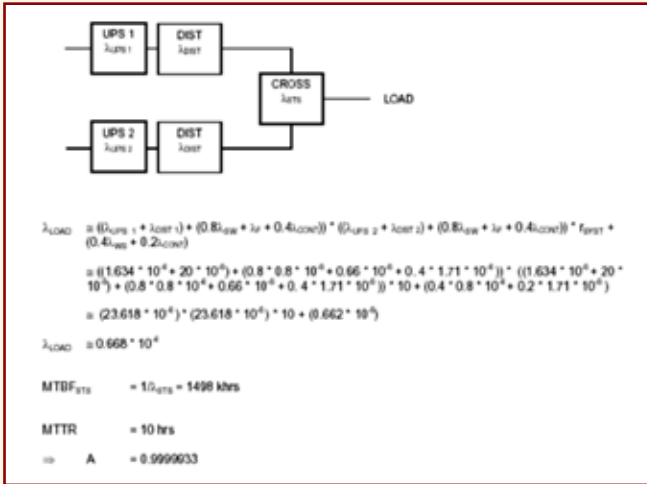 UPS 1 DIST
λUPS 1 λDIST
CROSS
λSTS
LOAD
UPS 2 DIST
λUPS 2 λDIST
λLOAD ≅ ((λUPS 1 + λDIST 1) + (0.8λSW + λF + 0.4λCONT)) * ((λUPS 2 + λDIST 2) + (0.8λSW + λF + 0.4λCONT)) * rSYST +
(0.4λWS + 0.2λCONT)
≅ ((1.634 * 10⁻⁶ + 20 * 10⁻⁶) + (0.8 * 0.8 * 10⁻⁶ + 0.66 * 10⁻⁶ + 0. 4 * 1.71 * 10⁻⁶ )) * ((1.634 * 10⁻⁶ + 20 *
10⁻⁶) + (0.8 * 0.8 * 10⁻⁶ + 0.66 * 10⁻⁶ + 0. 4 * 1.71 * 10⁻⁶ )) * 10 + (0.4 * 0.8 * 10⁻⁶ + 0.2 * 1.71 * 10⁻⁶ )
≅ (23.618 * 10⁻⁶) * (23.618 * 10⁻⁶) * 10 + (0.662 * 10⁻⁶)
λLOAD ≅ 0.668 * 10⁻⁶
MTBFSTS = 1/λSTS = 1498 khrs
MTTR = 10 hrs
⇒ A = 0.9999933